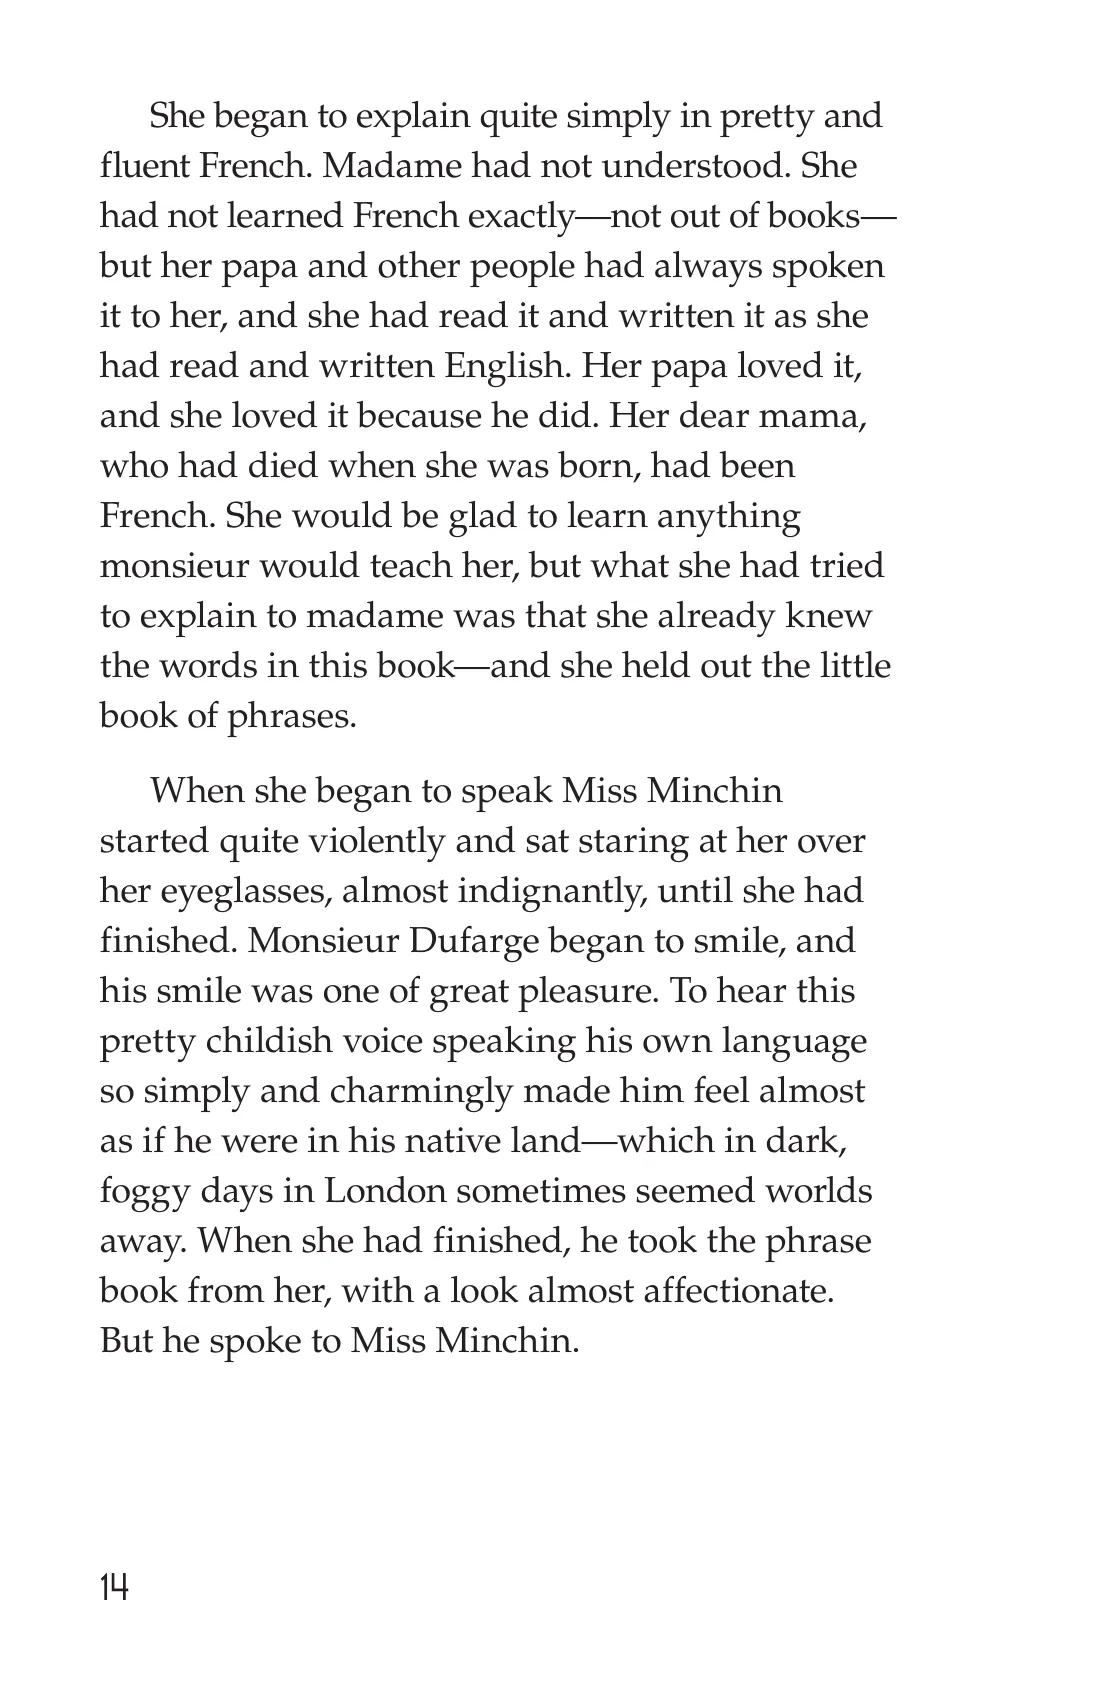 She began to explain quite simply in pretty and
fluent French. Madame had not understood. She
had not learned French exactly—not out of books—
but her papa and other people had always spoken
it to her, and she had read it and written it as she
had read and written English. Her papa loved it,
and she loved it because he did. Her dear mama,
who had died when she was born, had been
French. She would be glad to learn anything
monsieur would teach her, but what she had tried
to explain to madame was that she already knew
the words in this book—and she held out the little
book of phrases.
When she began to speak Miss Minchin
started quite violently and sat staring at her over
her eyeglasses, almost indignantly, until she had
finished. Monsieur Dufarge began to smile, and
his smile was one of great pleasure. To hear this
pretty childish voice speaking his own language
so simply and charmingly made him feel almost
as if he were in his native land—which in dark,
foggy days in London sometimes seemed worlds
away. When she had finished, he took the phrase
book from her, with a look almost affectionate.
But he spoke to Miss Minchin.
14